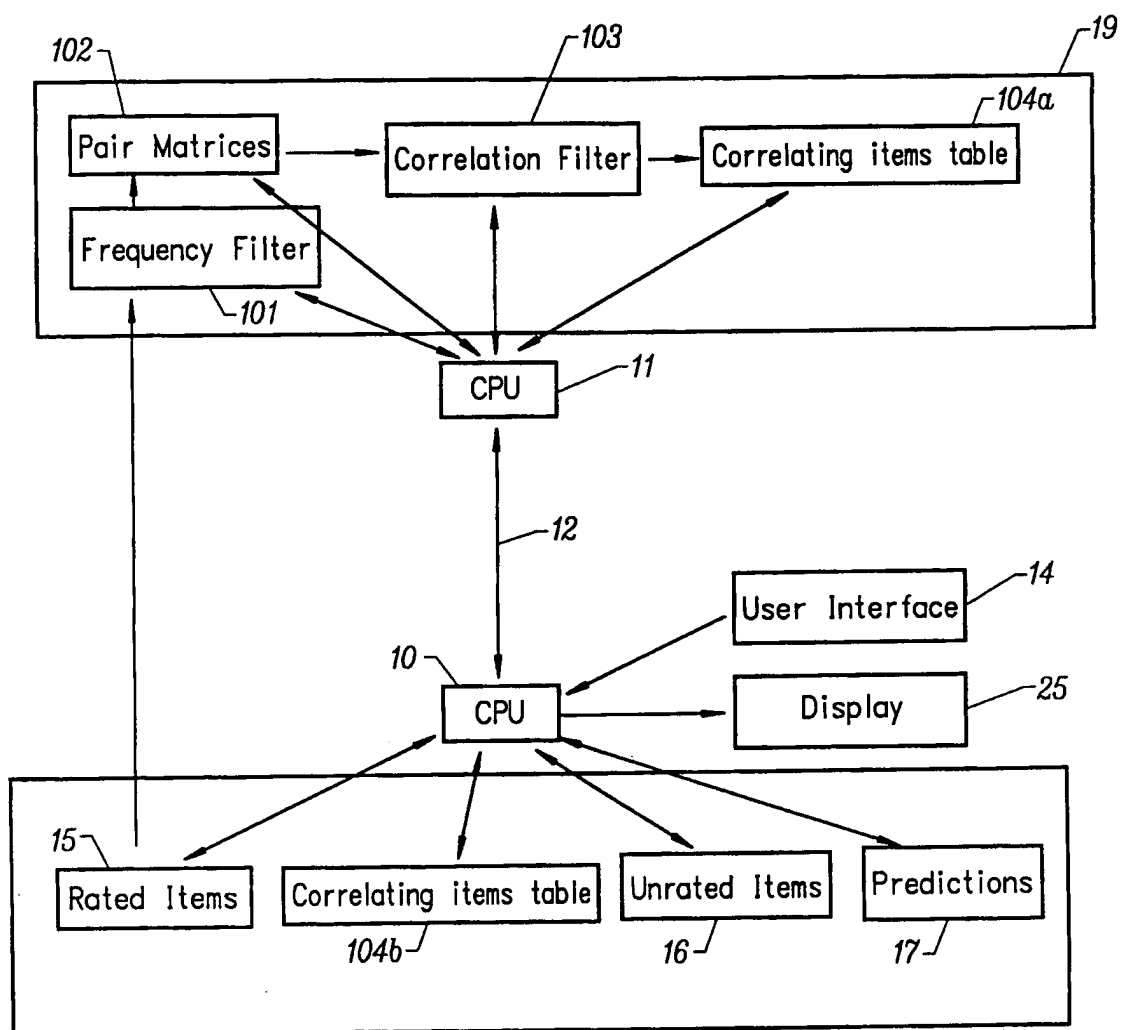 102
103
19
104a
Pair Matrices
Correlation Filter
Correlating items table
Frequency Filter
101
CPU
11
12
14
User Interface
10
CPU
25
Display
15
Rated Items
Correlating items table
104b
Unrated Items
16
Predictions
17